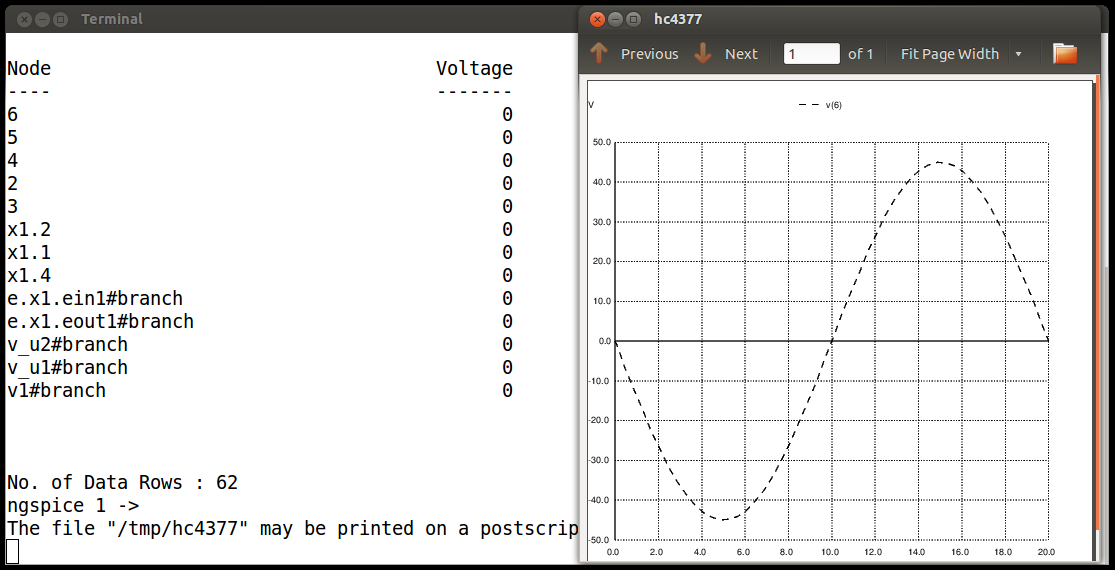 Terminal
Node Voltage
---- -------
6 0
5 0
4 0
2 0
3 0
x1.2 0
x1.1 0
x1.4 0
e.x1.ein1#branch 0
e.x1.eout1#branch 0
v_u2#branch 0
v_u1#branch 0
v1#branch 0
No. of Data Rows : 62
ngspice 1 ->
The file "/tmp/hc4377" may be printed on a postscrip
hc4377
Previous Next 1 of 1 Fit Page Width
V v(6)
50.0
40.0
30.0
20.0
10.0
0.0
-10.0
-20.0
-30.0
-40.0
-50.0
0.0 2.0 4.0 6.0 8.0 10.0 12.0 14.0 16.0 18.0 20.0